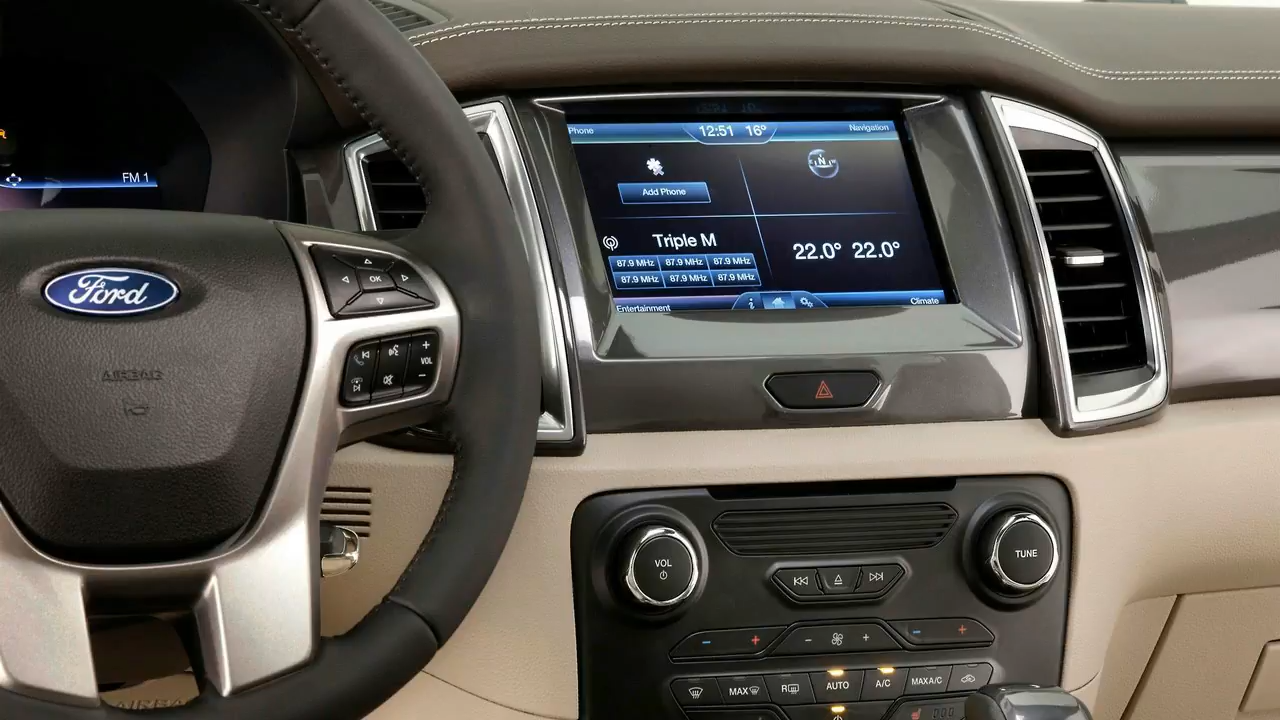 FM 1
Ford
AIRBAG
OK
VOL
+
-
Phone
12:51 16°
Navigation
Add Phone
N
Triple M
87.9 MHz 87.9 MHz 87.9 MHz
87.9 MHz 87.9 MHz 87.9 MHz
22.0° 22.0°
Entertainment
i
Climate
VOL
TUNE
- + - + - +
MAX R AUTO A/C MAX A/C
AIRBAG